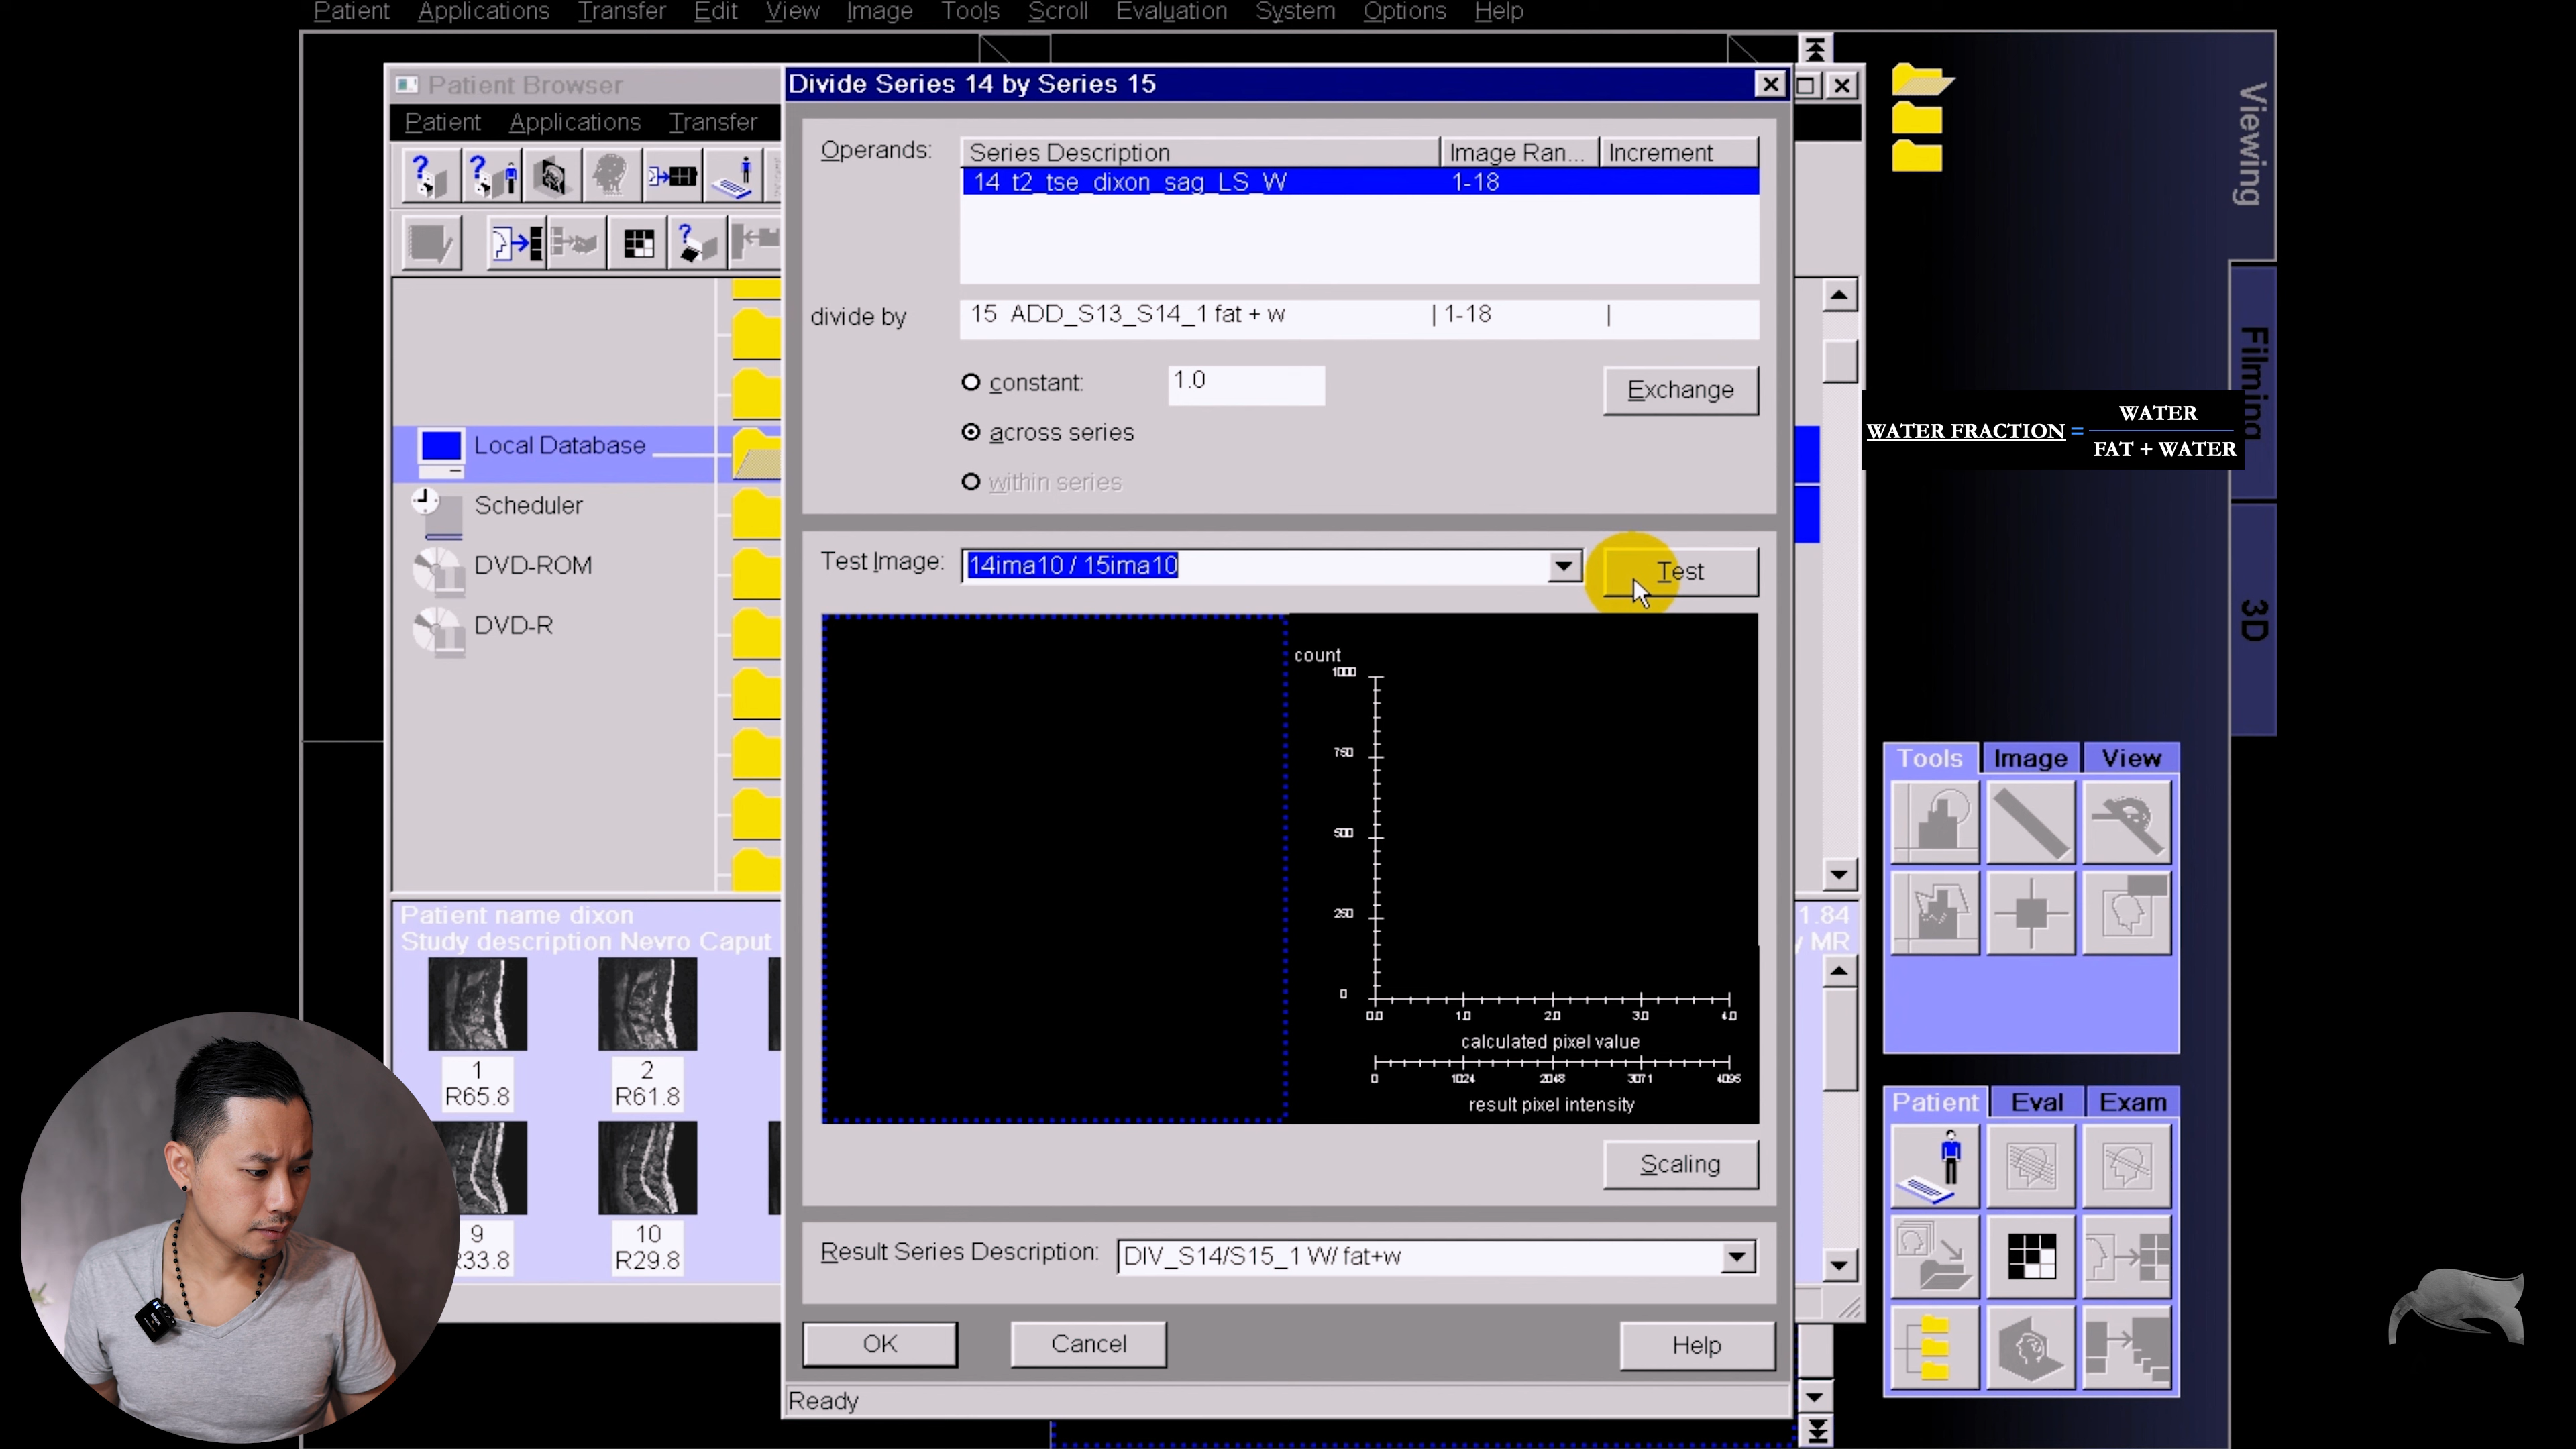 Patient Applications Transfer Edit View Image Tools Scroll Evaluation System Options Help
Patient Browser
Patient Applications Transfer
Divide Series 14 by Series 15
Operands:
Series Description Image Ran... Increment
14 t2_tse_dixon_sag_LS_W 1-18
divide by
15 ADD_S13_S14_1 fat + w | 1-18 |
constant: 1.0
Exchange
across series
within series
Test Image: 14ima10 / 15ima10
Test
count
1000
750
500
250
0
0.0 1.0 2.0 3.0 4.0
calculated pixel value
0 1024 2048 3071 4095
result pixel intensity
Scaling
Result Series Description: DIV_S14/S15_1 W/ fat+w
OK Cancel Help
Ready
Local Database
Scheduler
DVD-ROM
DVD-R
Patient name dixon
Study description Nevro Caput
1.84
MR
1
R65.8
2
R61.8
9
R33.8
10
R29.8
Viewing
Filming
3D
WATER FRACTION = WATER
FAT + WATER
Tools Image View
Patient Eval Exam